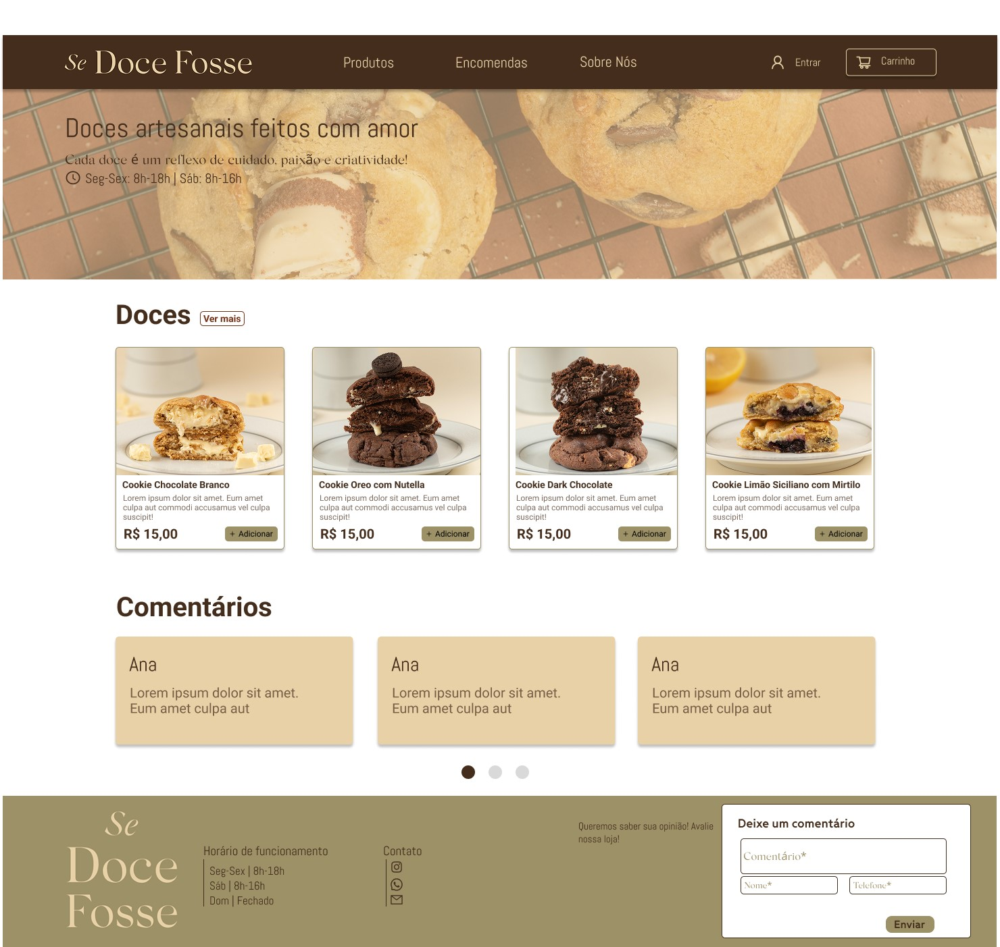 Se Doce Fosse
Produtos
Encomendas
Sobre Nós
Entrar
Carrinho
Doces artesanais feitos com amor
Cada doce é um reflexo de cuidado, paixão e criatividade!
Seg-Sex: 8h-18h | Sáb: 8h-16h
Doces
Ver mais
Cookie Chocolate Branco
Lorem ipsum dolor sit amet. Eum amet
culpa aut commodi accusamus vel culpa
suscipit!
R$ 15,00
+ Adicionar
Cookie Oreo com Nutella
Lorem ipsum dolor sit amet. Eum amet
culpa aut commodi accusamus vel culpa
suscipit!
R$ 15,00
+ Adicionar
Cookie Dark Chocolate
Lorem ipsum dolor sit amet. Eum amet
culpa aut commodi accusamus vel culpa
suscipit!
R$ 15,00
+ Adicionar
Cookie Limão Siciliano com Mirtilo
Lorem ipsum dolor sit amet. Eum amet
culpa aut commodi accusamus vel culpa
suscipit!
R$ 15,00
+ Adicionar
Comentários
Ana
Lorem ipsum dolor sit amet.
Eum amet culpa aut
Ana
Lorem ipsum dolor sit amet.
Eum amet culpa aut
Ana
Lorem ipsum dolor sit amet.
Eum amet culpa aut
Se
Doce
Fosse
Horário de funcionamento
Seg-Sex | 8h-18h
Sáb | 8h-16h
Dom | Fechado
Contato
Queremos saber sua opinião! Avalie
nossa loja!
Deixe um comentário
Comentário*
Nome*
Telefone*
Enviar